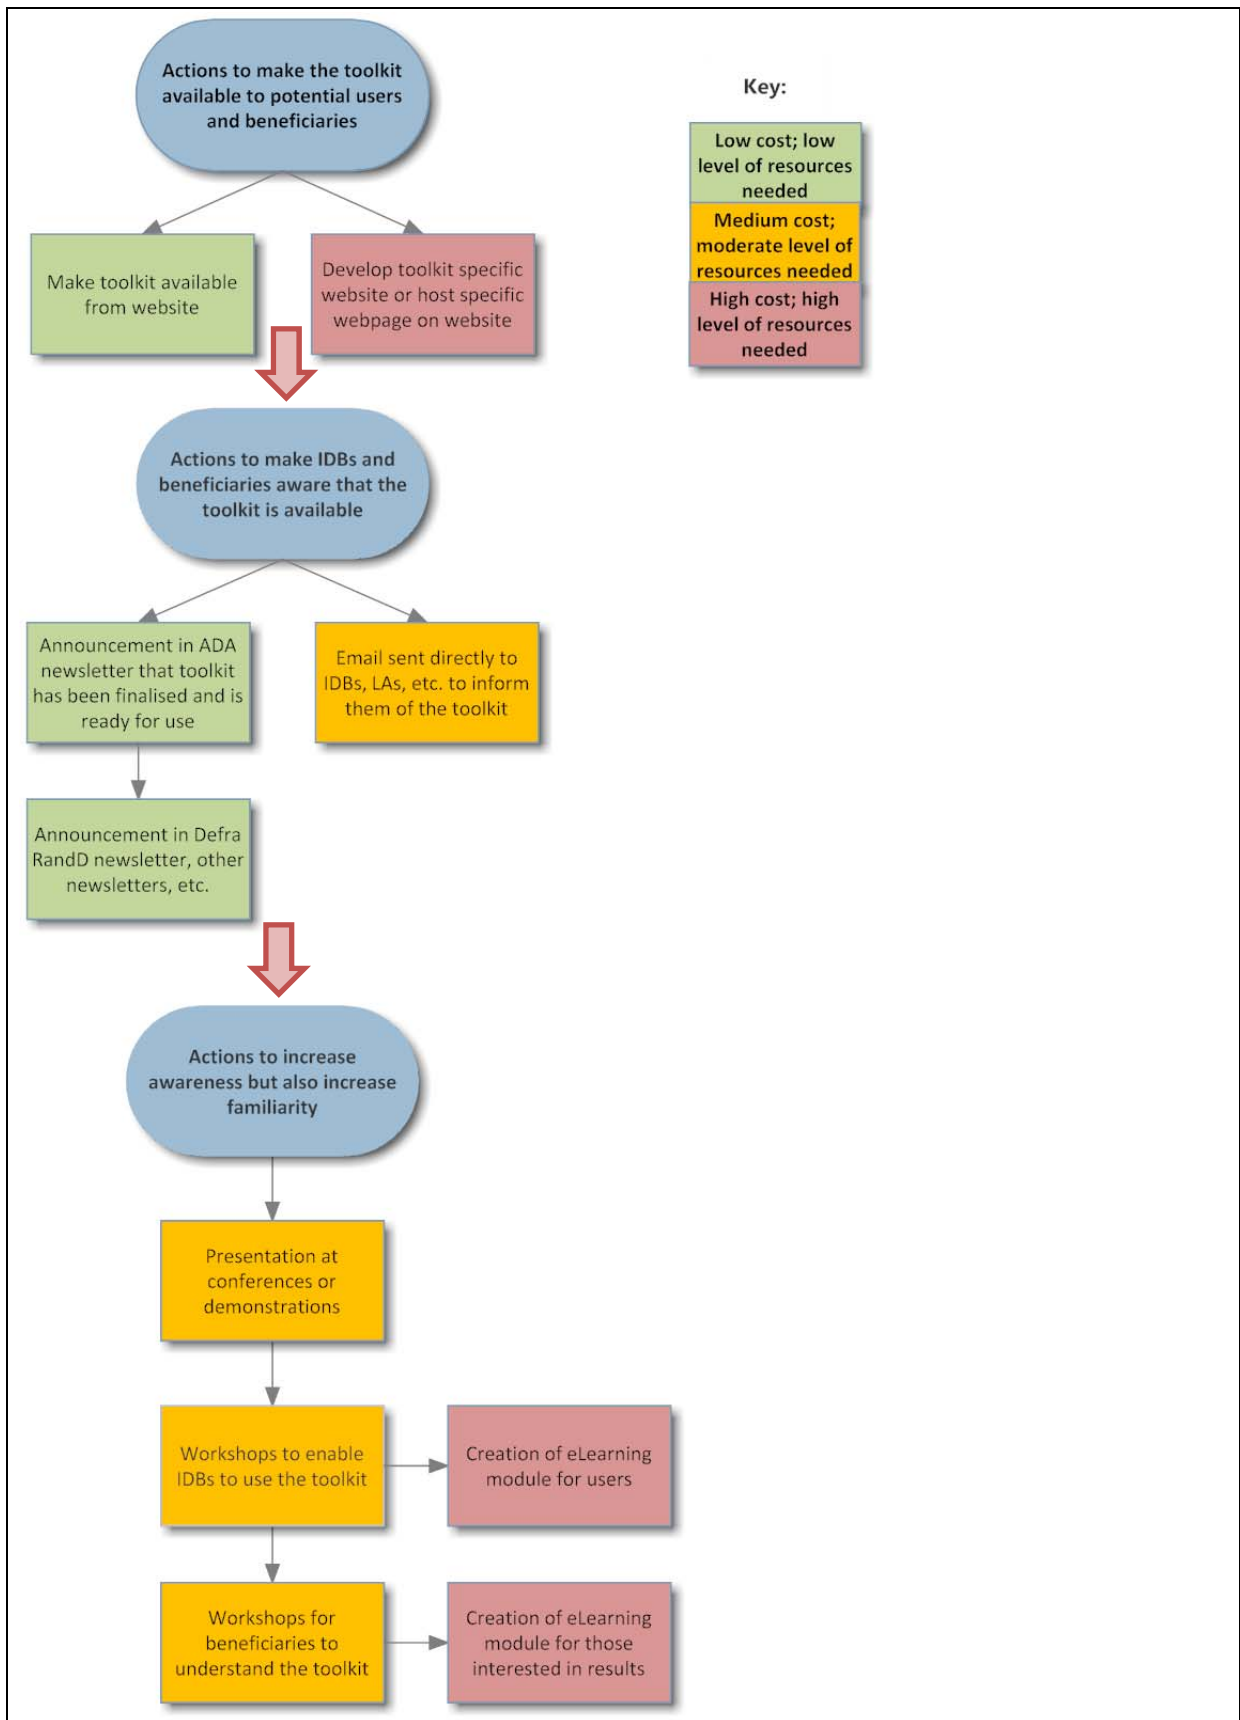 Actions to make the toolkit
available to potential users
and beneficiaries
Key:
Low cost; low
level of resources
needed
Medium cost;
moderate level of
resources needed
High cost; high
level of resources
needed
Make toolkit available
from website
Develop toolkit specific
website or host specific
webpage on website
Actions to make IDBs and
beneficiaries aware that the
toolkit is available
Announcement in ADA
newsletter that toolkit
has been finalised and is
ready for use
Email sent directly to
IDBs, LAs, etc. to inform
them of the toolkit
Announcement in Defra
RandD newsletter, other
newsletters, etc.
Actions to increase
awareness but also increase
familiarity
Presentation at
conferences or
demonstrations
Workshops to enable
IDBs to use the toolkit
Creation of eLearning
module for users
Workshops for
beneficiaries to
understand the toolkit
Creation of eLearning
module for those
interested in results